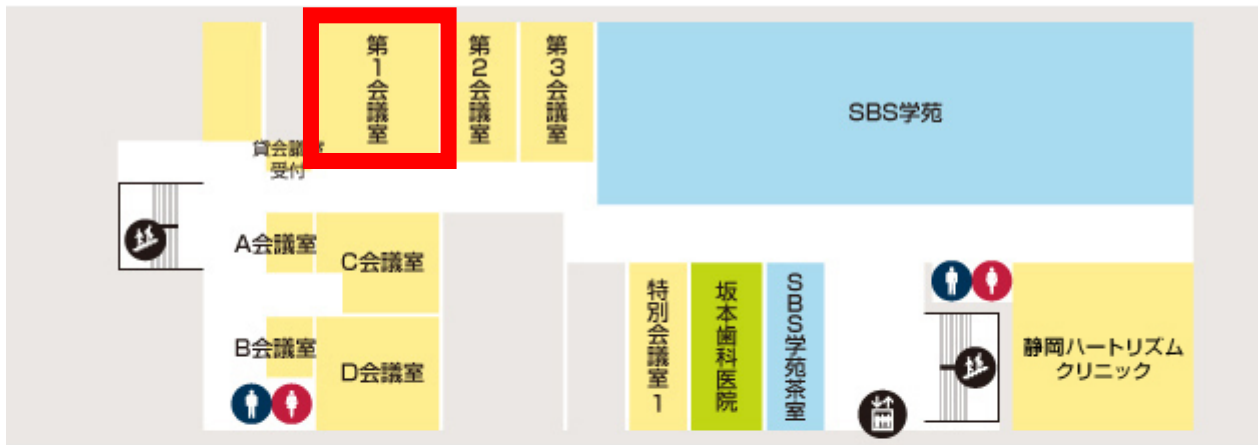 第1会議室
第2会議室
第3会議室
SBS学苑
貸会議室
受付
A会議室
C会議室
B会議室
D会議室
特別会議室1
坂本歯科医院
SBS学苑茶室
静岡ハートリズム
クリニック